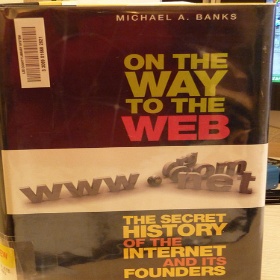 MICHAEL A. BANKS
ON THE
WAY
TO THE
WEB
www.
.com
.net
THE SECRET
HISTORY
OF THE
INTERNET
AND ITS
FOUNDERS